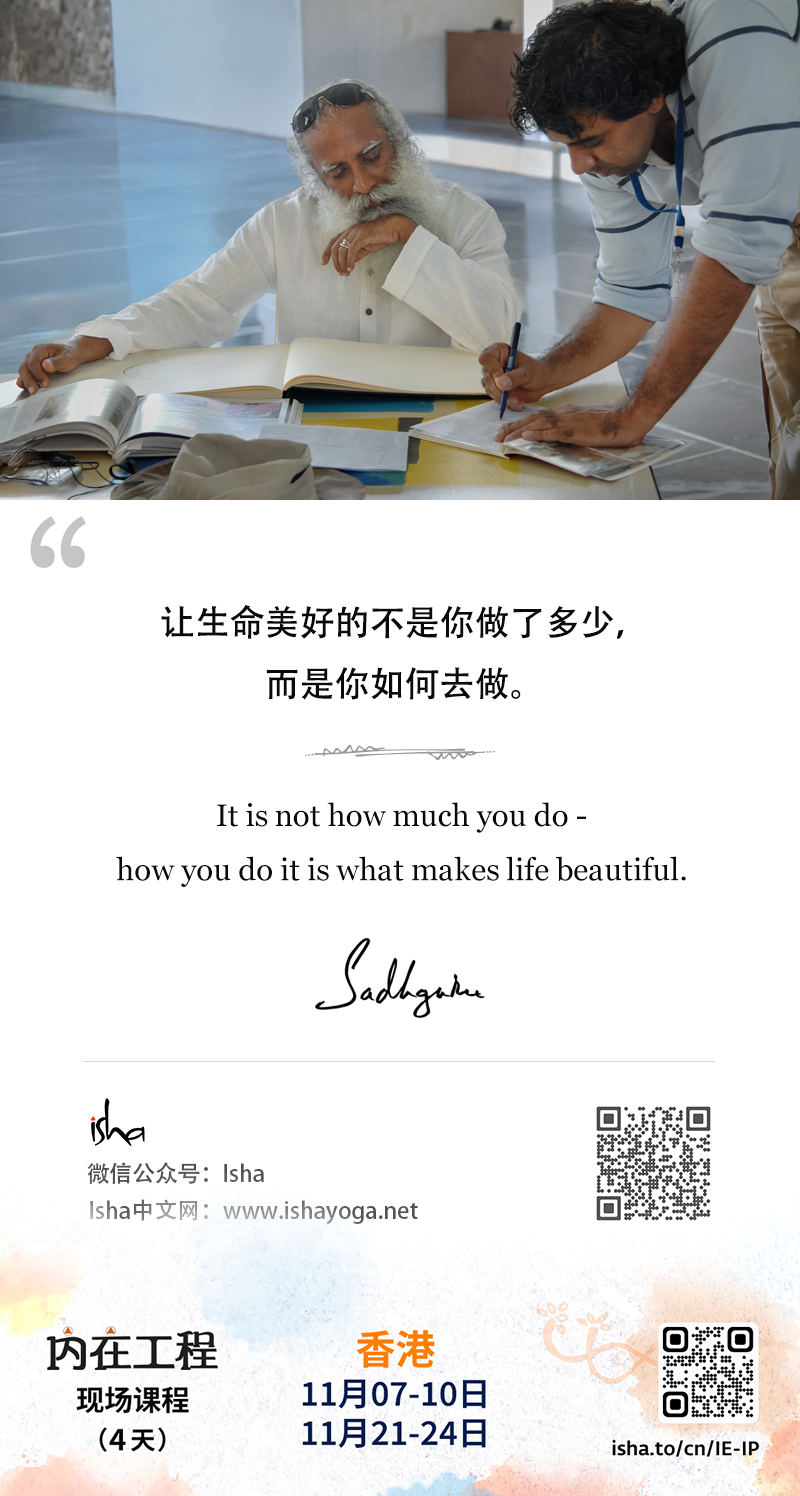 “
让生命美好的不是你做了多少，
而是你如何去做。
It is not how much you do -
how you do it is what makes life beautiful.
Sadhguru
isha
微信公众号：Isha
Isha中文网：www.ishayoga.net
内在工程
现场课程
（4 天）
香港
11月07-10日
11月21-24日
isha.to/cn/IE-IP